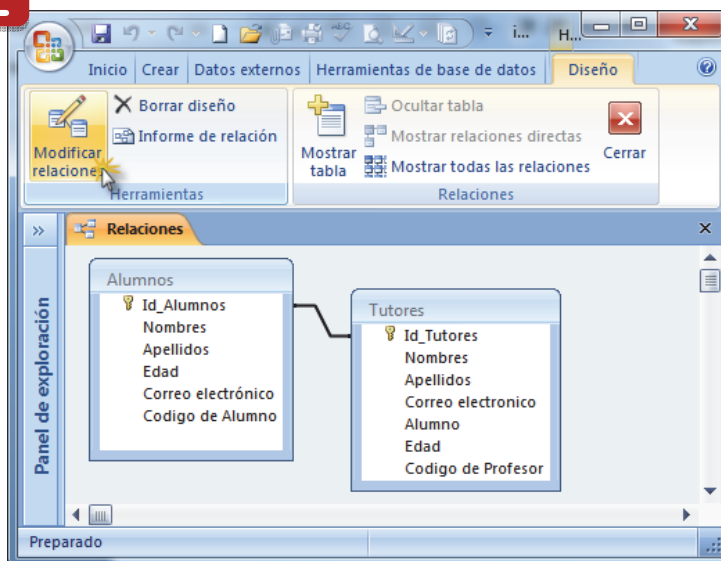 i...
H...
Inicio
Crear
Datos externos
Herramientas de base de datos
Diseño
Modificar
relaciones
Borrar diseño
Informe de relación
Herramientas
Mostrar
tabla
Ocultar tabla
Mostrar relaciones directas
Mostrar todas las relaciones
Cerrar
Relaciones
Relaciones
Panel de exploración
Alumnos
Id_Alumnos
Nombres
Apellidos
Edad
Correo electrónico
Codigo de Alumno
Tutores
Id_Tutores
Nombres
Apellidos
Correo electronico
Alumno
Edad
Codigo de Profesor
Preparado